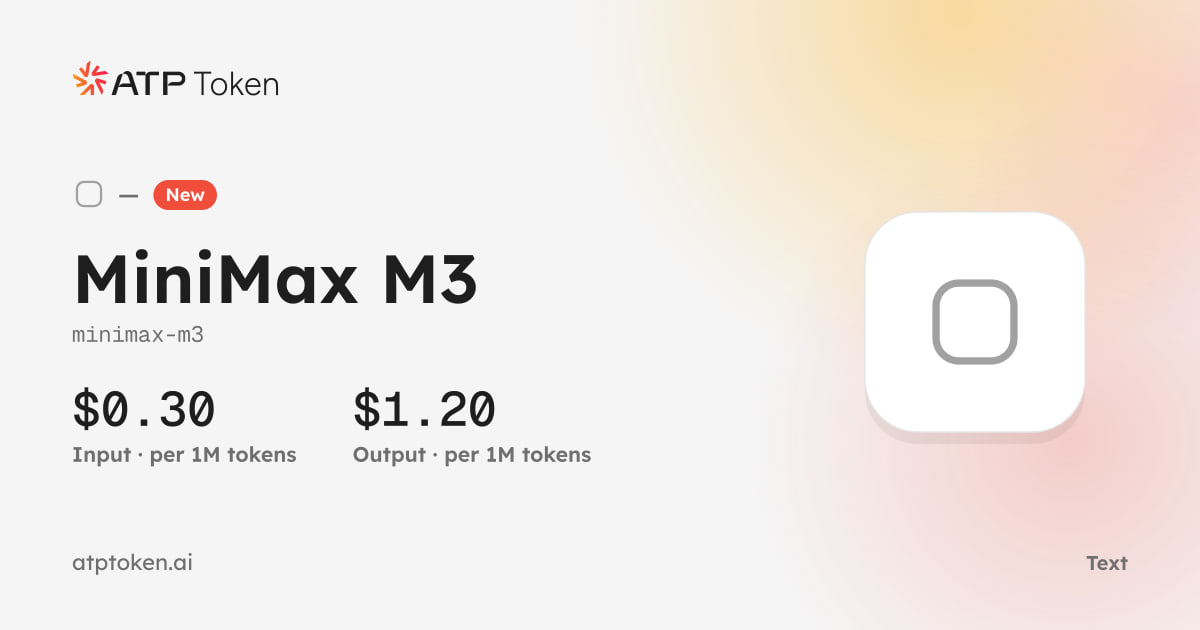 ATP Token
— New
MiniMax M3
minimax-m3
$0.30 $1.20
Input · per 1M tokens Output · per 1M tokens
atptoken.ai
Text